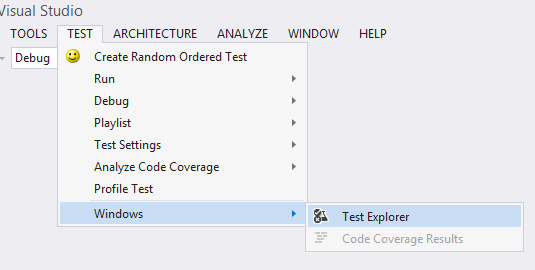 Visual Studio
TOOLS TEST ARCHITECTURE ANALYZE WINDOW HELP
Debug
Create Random Ordered Test
Run
Debug
Playlist
Test Settings
Analyze Code Coverage
Profile Test
Windows
Test Explorer
Code Coverage Results